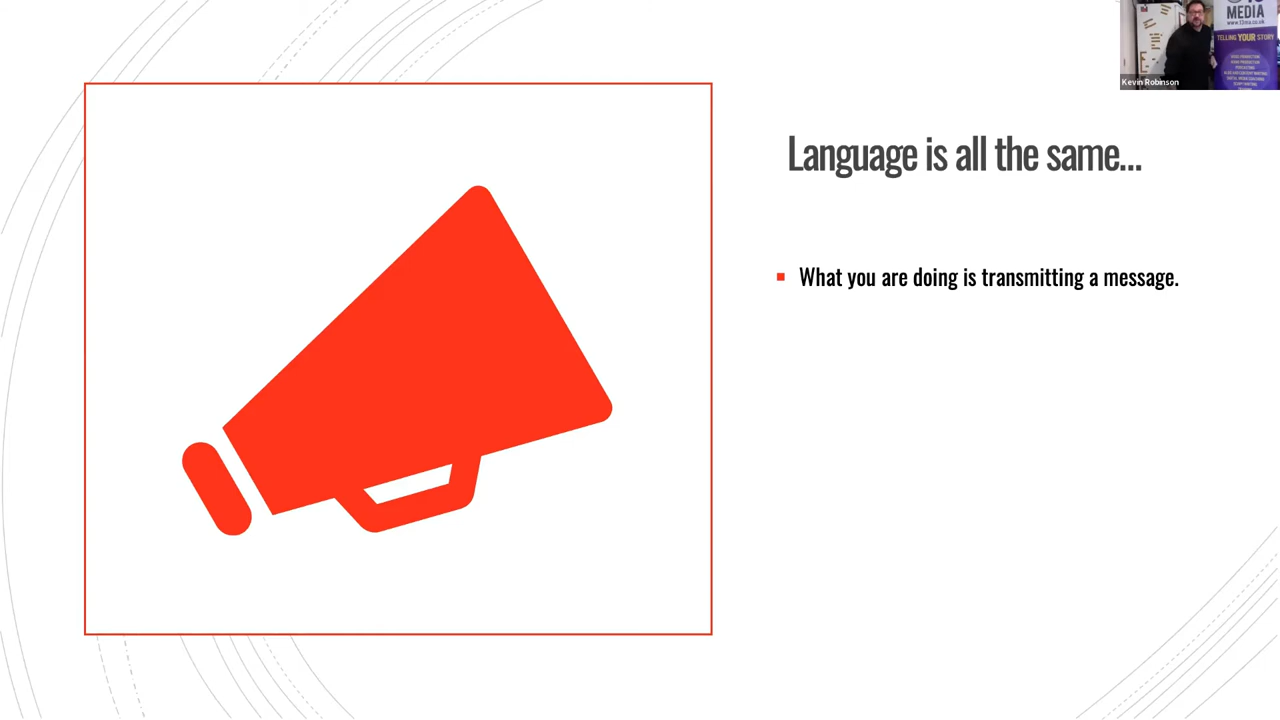 MEDIA
TELLING YOUR STORY
Kevin Robinson
Language is all the same...
What you are doing is transmitting a message.